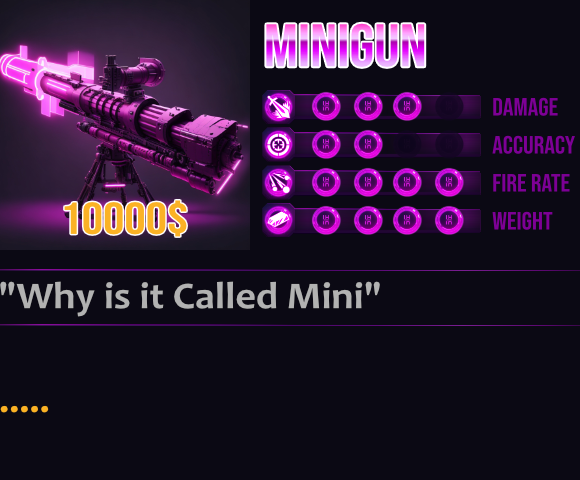 MINIGUN
DAMAGE
ACCURACY
FIRE RATE
WEIGHT
10000$
"Why is it Called Mini"
.....